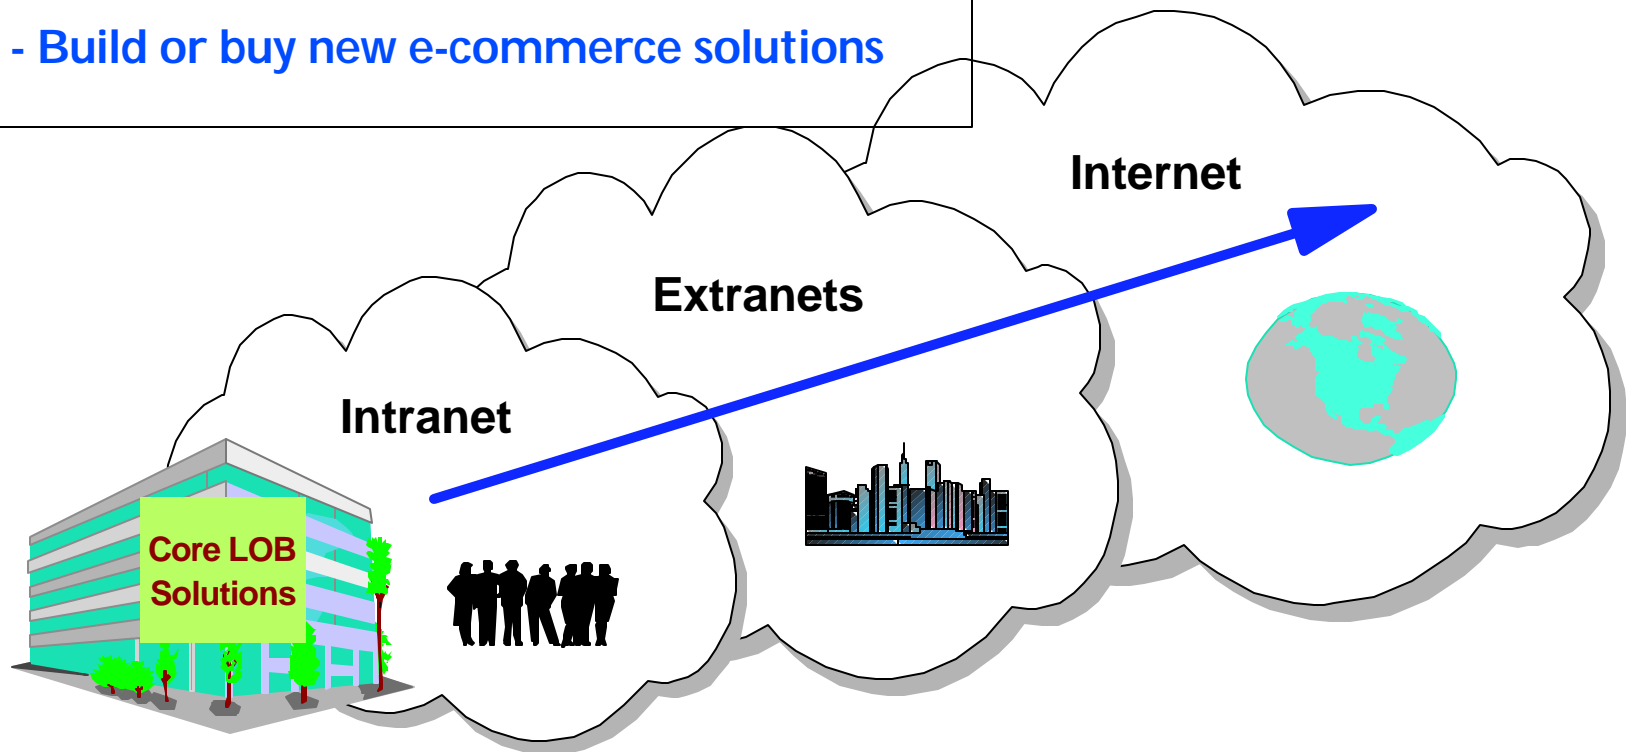 - Build or buy new e-commerce solutions
Internet
Extranets
Intranet
Core LOB
Solutions